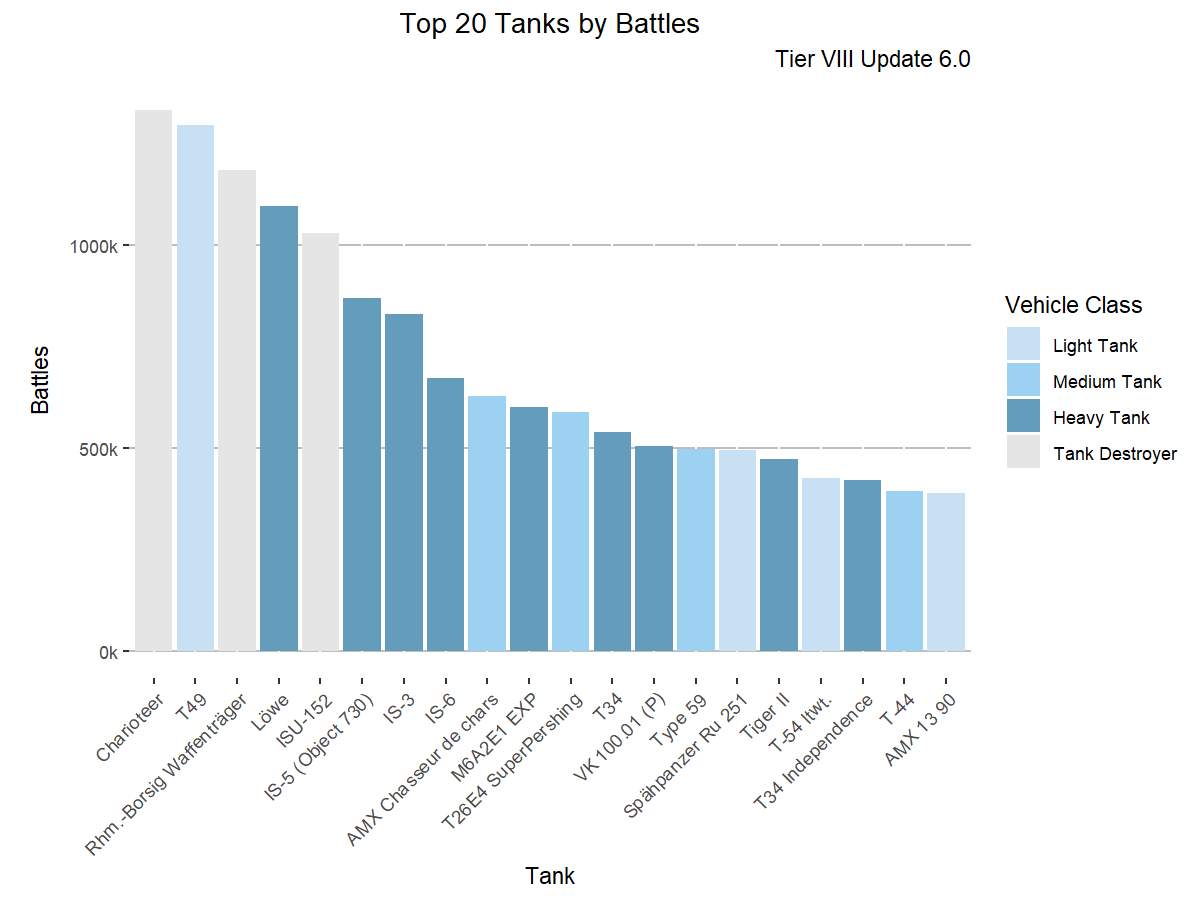 Top 20 Tanks by Battles
Tier VIII Update 6.0
1000k
500k
0k
Battles
Charioteer
T49
Rhm.-Borsig Waffenträger
Löwe
ISU-152
IS-5 (Object 730)
IS-3
IS-6
AMX Chasseur de chars
M6A2E1 EXP
T26E4 SuperPershing
T34
VK 100.01 (P)
Type 59
Spähpanzer Ru 251
Tiger II
T-54 ltwt.
T34 Independence
T-44
AMX 13 90
Tank
Vehicle Class
Light Tank
Medium Tank
Heavy Tank
Tank Destroyer